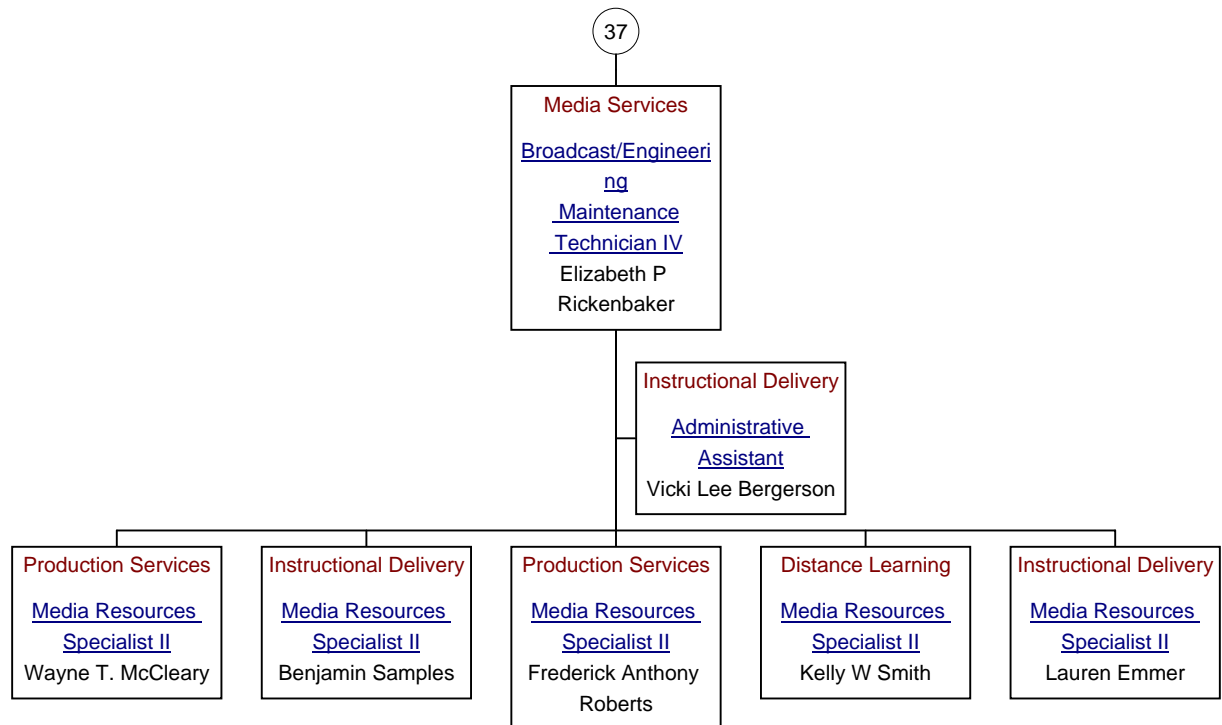 37
Media Services
Broadcast/Engineeri
ng
Maintenance
Technician IV
Elizabeth P
Rickenbaker
Instructional Delivery
Administrative
Assistant
Vicki Lee Bergerson
Production Services
Media Resources
Specialist II
Wayne T. McCleary
Instructional Delivery
Media Resources
Specialist II
Benjamin Samples
Production Services
Media Resources
Specialist II
Frederick Anthony
Roberts
Distance Learning
Media Resources
Specialist II
Kelly W Smith
Instructional Delivery
Media Resources
Specialist II
Lauren Emmer